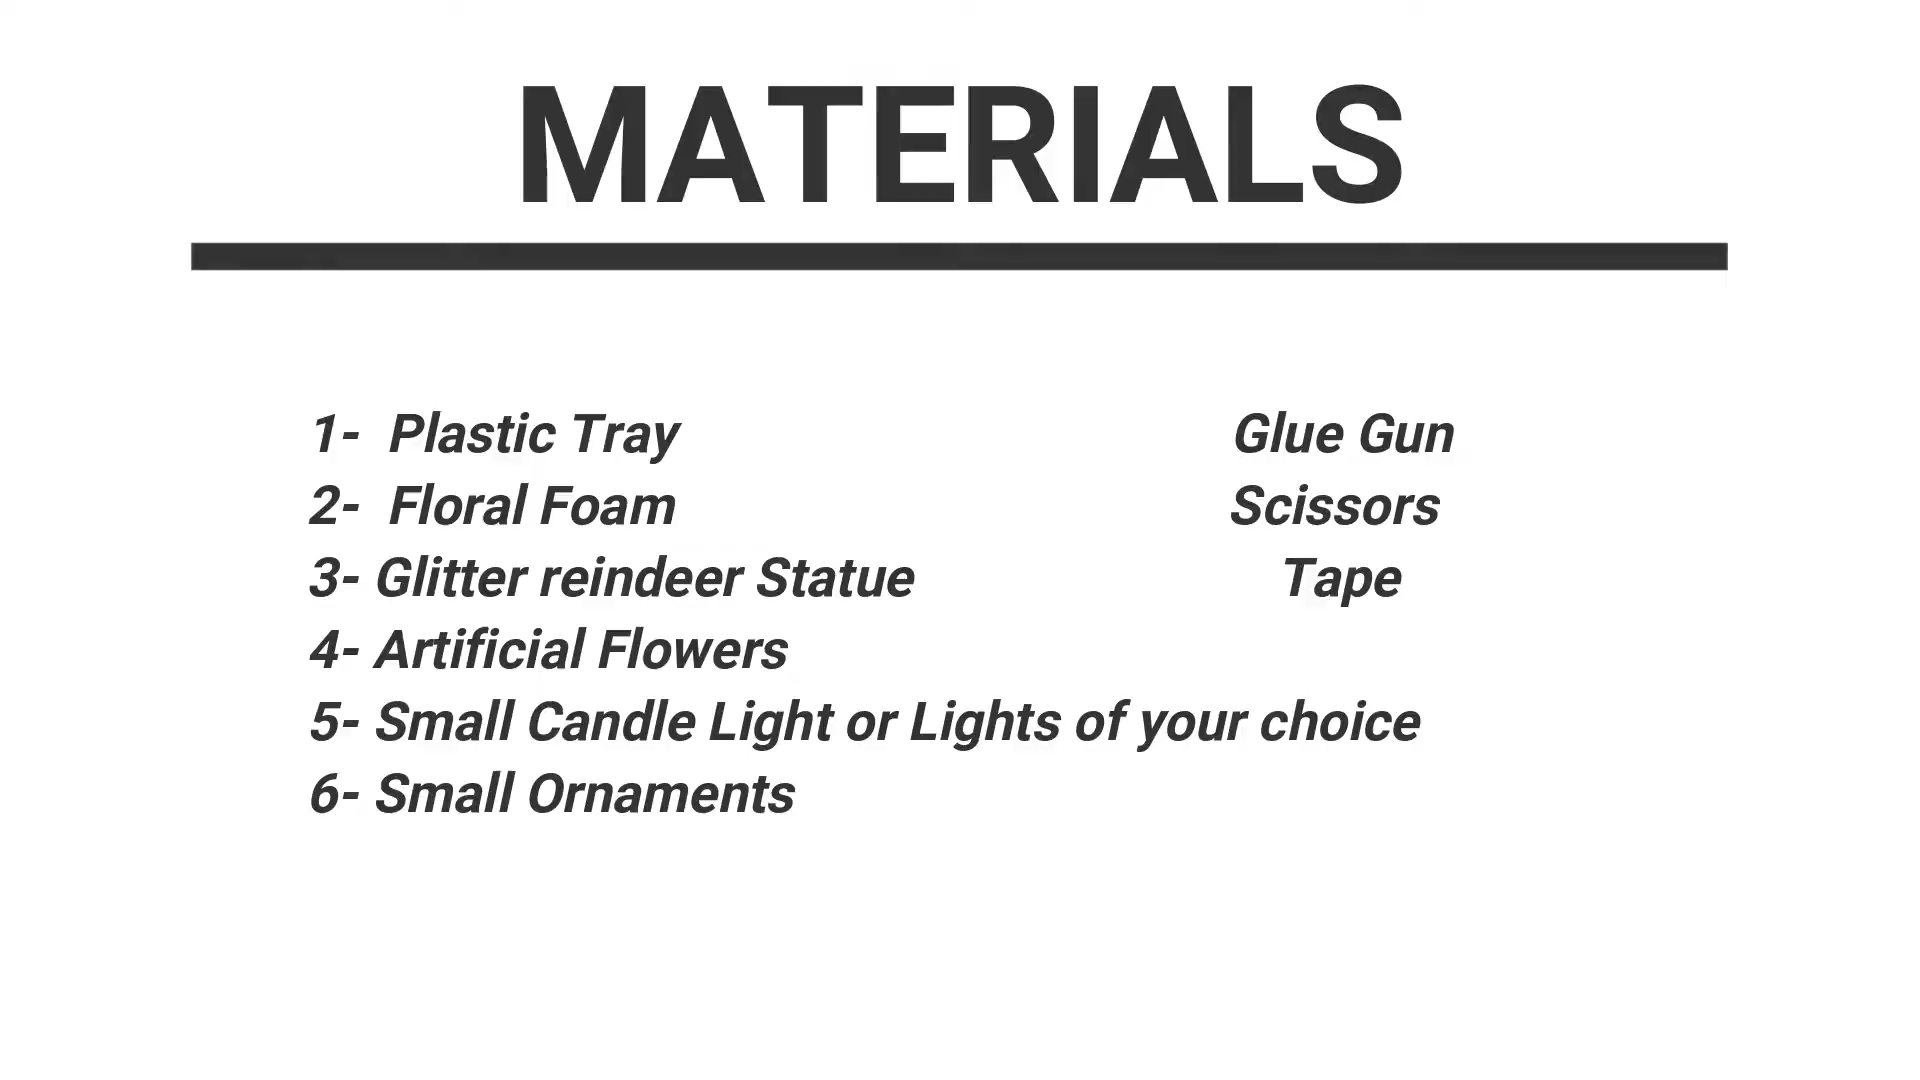 MATERIALS
1- Plastic Tray
2- Floral Foam
3- Glitter reindeer Statue
4- Artificial Flowers
5- Small Candle Light or Lights of your choice
6- Small Ornaments
Glue Gun
Scissors
Tape